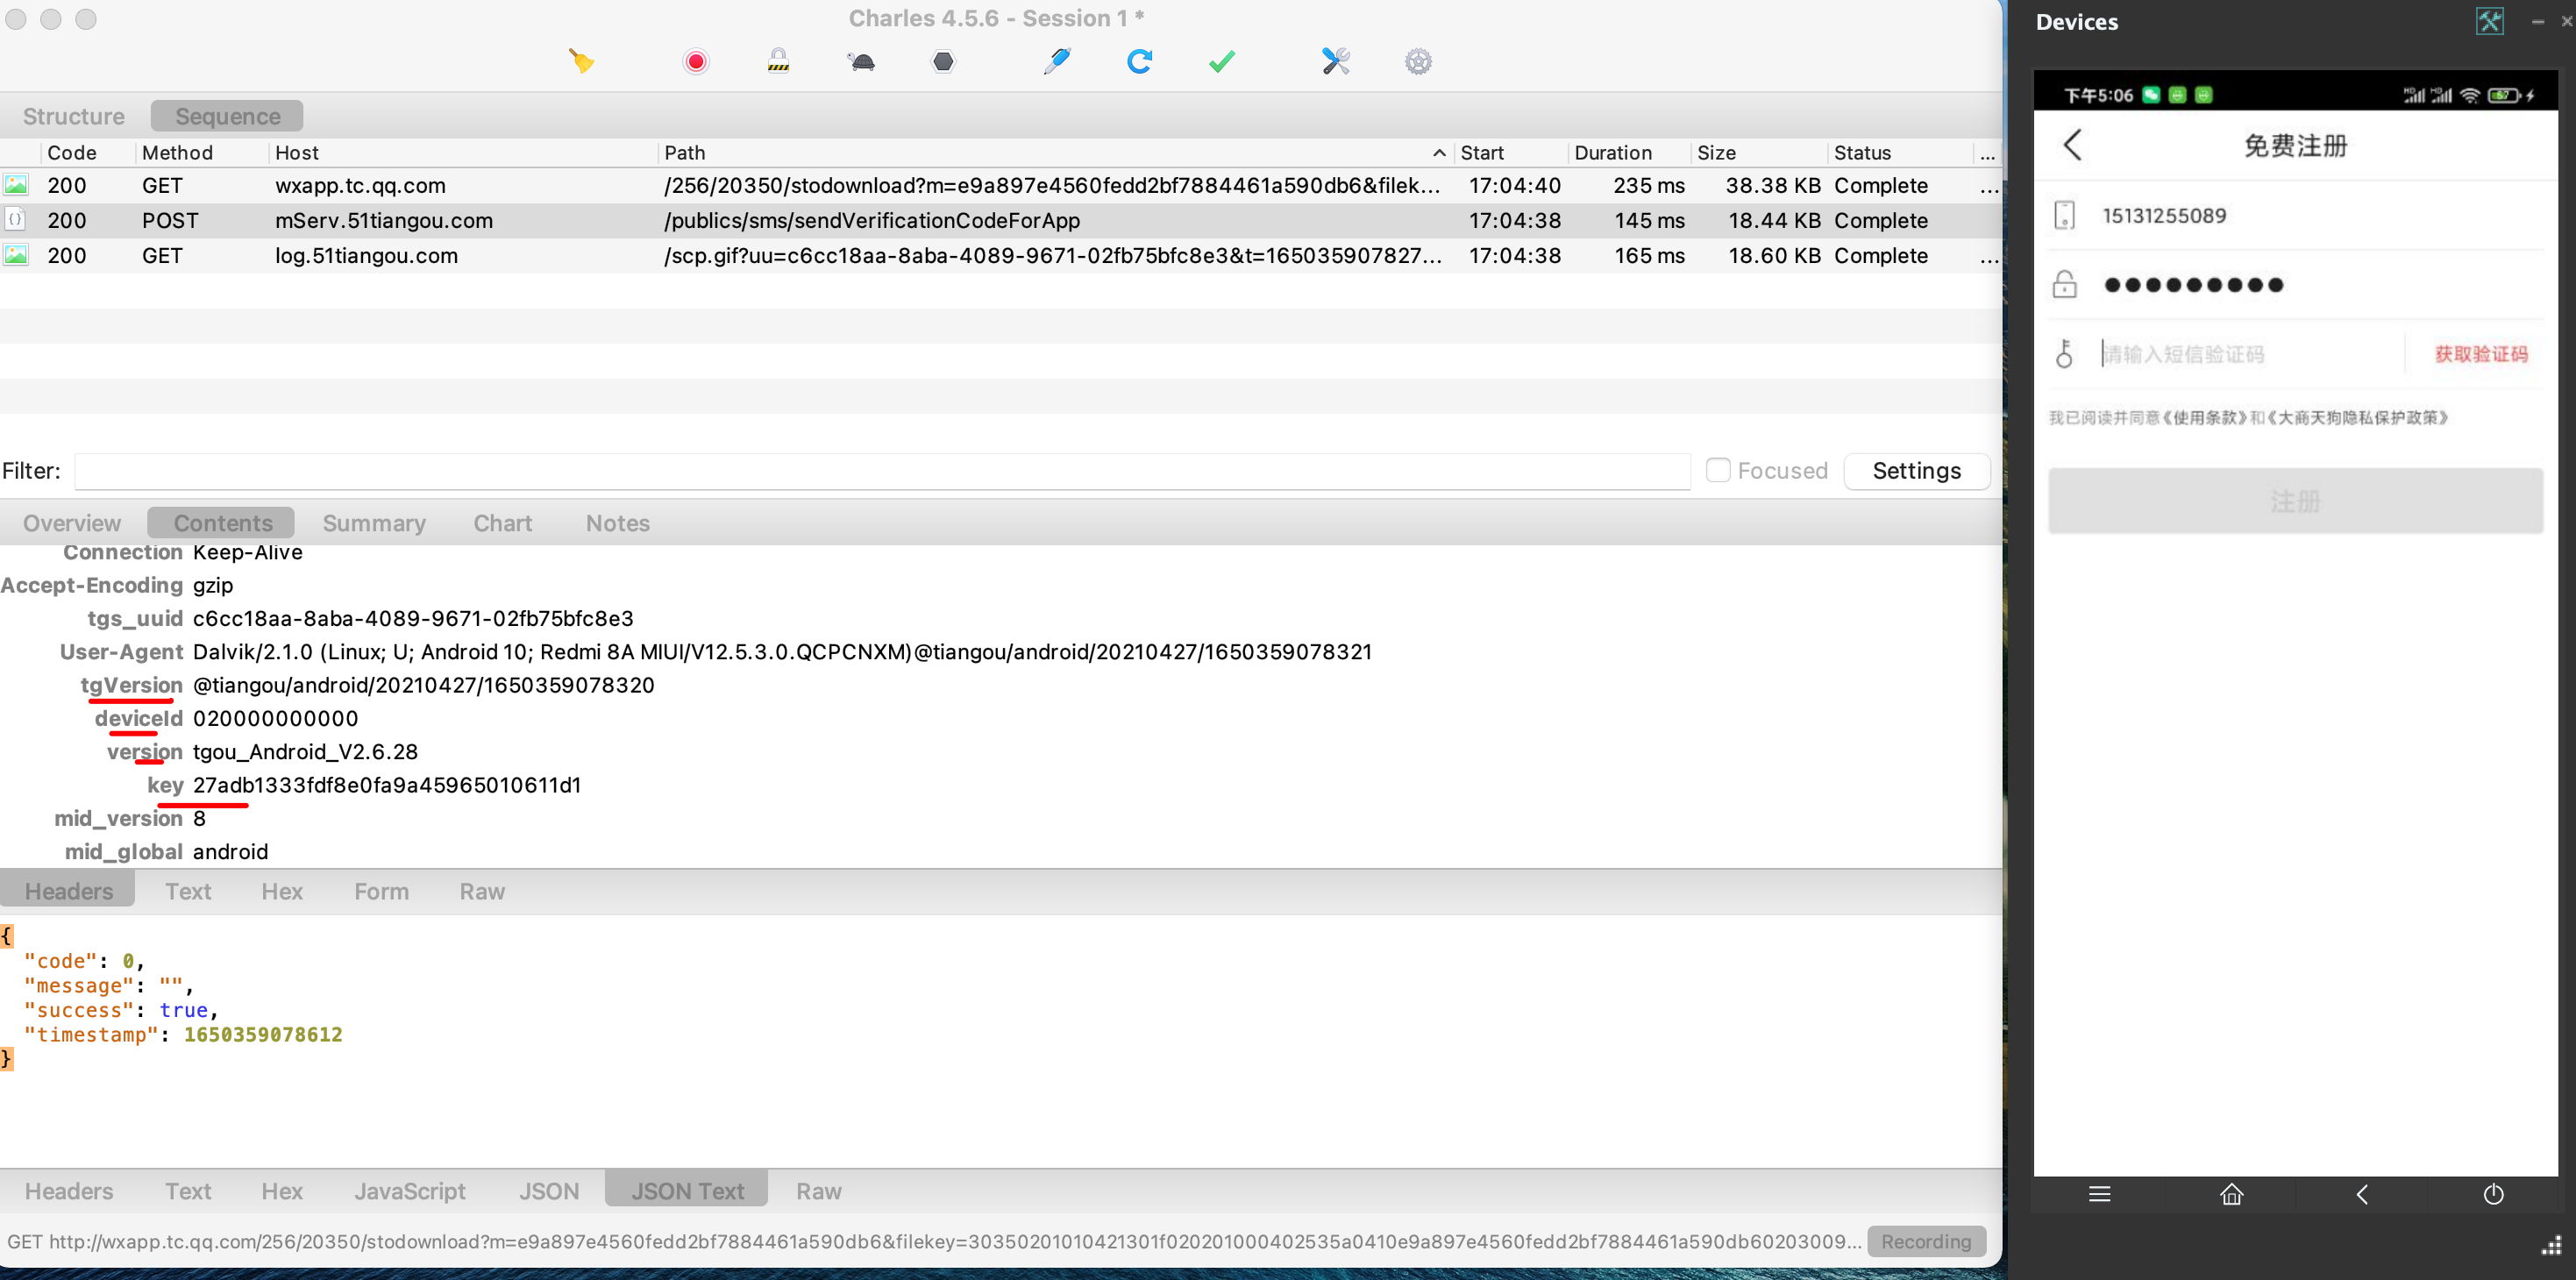 Charles 4.5.6 - Session 1 *
Structure Sequence
Code Method Host Path Start Duration Size Status ...
200 GET wxapp.tc.qq.com /256/20350/stodownload?m=e9a897e4560fedd2bf7884461a590db6&filek... 17:04:40 235 ms 38.38 KB Complete ...
200 POST mServ.51tiangou.com /publics/sms/sendVerificationCodeForApp 17:04:38 145 ms 18.44 KB Complete
200 GET log.51tiangou.com /scp.gif?uu=c6cc18aa-8aba-4089-9671-02fb75bfc8e3&t=165035907827... 17:04:38 165 ms 18.60 KB Complete ...
Filter: Focused Settings
Overview Contents Summary Chart Notes
Connection Keep-Alive
Accept-Encoding gzip
tgs_uuid c6cc18aa-8aba-4089-9671-02fb75bfc8e3
User-Agent Dalvik/2.1.0 (Linux; U; Android 10; Redmi 8A MIUI/V12.5.3.0.QCPCNXM)@tiangou/android/20210427/1650359078321
tgVersion @tiangou/android/20210427/1650359078320
deviceId 020000000000
version tgou_Android_V2.6.28
key 27adb1333fdf8e0fa9a45965010611d1
mid_version 8
mid_global android
Headers Text Hex Form Raw
{
"code": 0,
"message": "",
"success": true,
"timestamp": 1650359078612
}
Headers Text Hex JavaScript JSON JSON Text Raw
GET http://wxapp.tc.qq.com/256/20350/stodownload?m=e9a897e4560fedd2bf7884461a590db6&filekey=30350201010421301f020201000402535a0410e9a897e4560fedd2bf7884461a590db60203009... Recording
Devices
下午5:06 HD HD 67
免费注册
15131255089
●●●●●●●●●
请输入短信验证码 获取验证码
我已阅读并同意《使用条款》和《大商天狗隐私保护政策》
注册